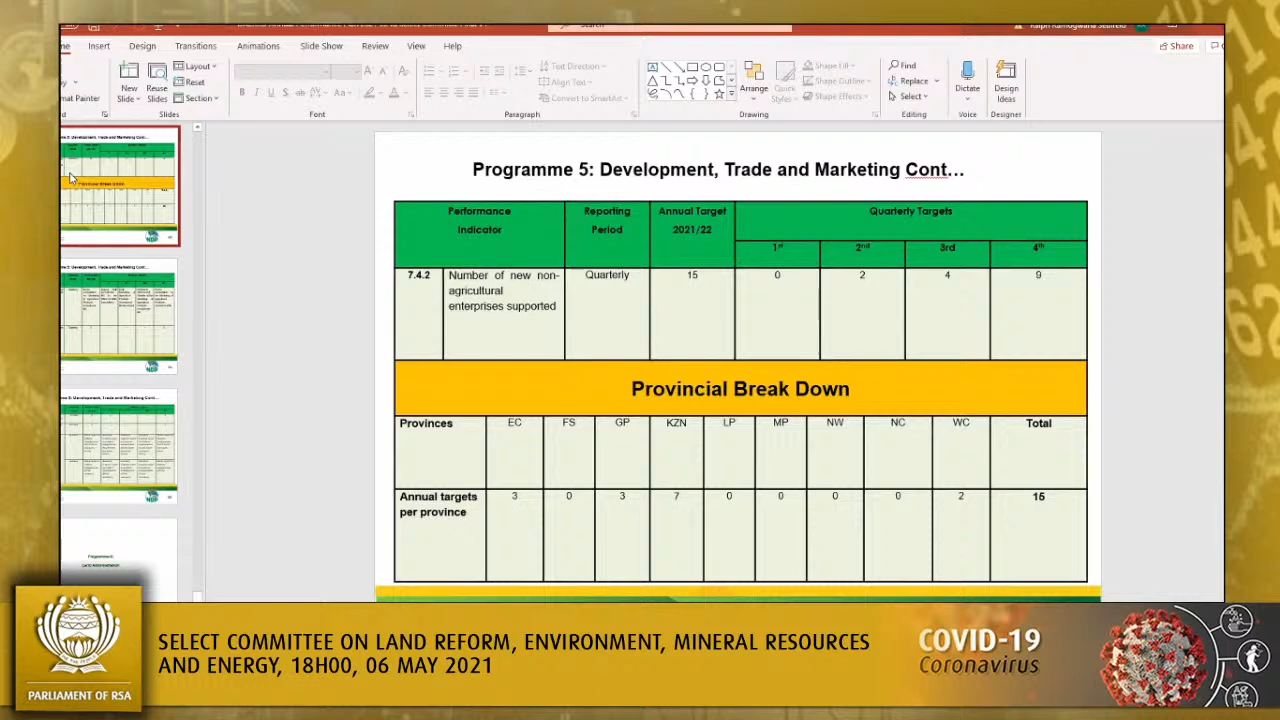 Insert Design Transitions Animations Slide Show Review View Help
Share
New Slide
Reuse Slides
Layout
Reset
Section
Text Direction
Align Text
Convert to SmartArt
Arrange
Quick Styles
Shape Fill
Shape Outline
Shape Effects
Find
Replace
Select
Dictate
Design Ideas
Slides Font Paragraph Drawing Editing Voice Designer
Programme 5: Development, Trade and Marketing Cont...
Performance Indicator Reporting Period Annual Target 2021/22 Quarterly Targets
1st 2nd 3rd 4th
7.4.2 Number of new non- Quarterly 15 0 2 4 9
agricultural
enterprises supported
Provincial Break Down
Provinces EC FS GP KZN LP MP NW NC WC Total
Annual targets 3 0 3 7 0 0 0 0 2 15
per province
SELECT COMMITTEE ON LAND REFORM, ENVIRONMENT, MINERAL RESOURCES
AND ENERGY, 18H00, 06 MAY 2021
COVID-19
Coronavirus
PARLIAMENT OF RSA